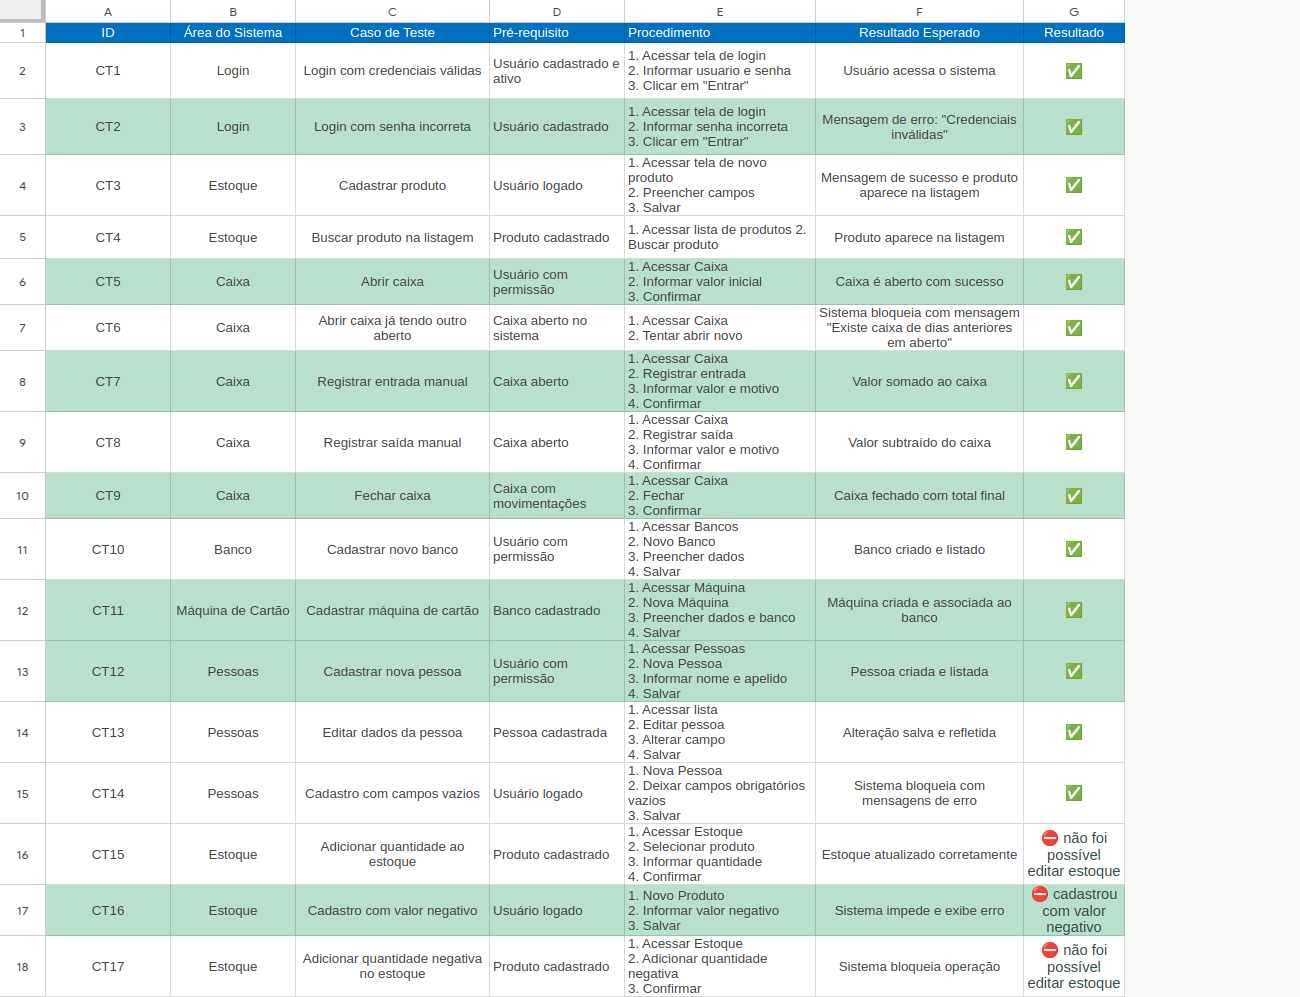 A B C D E F G
1 ID Área do Sistema Caso de Teste Pré-requisito Procedimento Resultado Esperado Resultado
2 CT1 Login Login com credenciais válidas
Usuário cadastrado e
ativo
1. Acessar tela de login
2. Informar usuario e senha
3. Clicar em "Entrar"
Usuário acessa o sistema
✅
3 CT2 Login Login com senha incorreta Usuário cadastrado
1. Acessar tela de login
2. Informar senha incorreta
3. Clicar em "Entrar"
Mensagem de erro: "Credenciais
inválidas"
✅
4 CT3 Estoque Cadastrar produto Usuário logado
1. Acessar tela de novo
produto
2. Preencher campos
3. Salvar
Mensagem de sucesso e produto
aparece na listagem
✅
5 CT4 Estoque Buscar produto na listagem Produto cadastrado
1. Acessar lista de produtos 2.
Buscar produto
Produto aparece na listagem
✅
6 CT5 Caixa Abrir caixa
Usuário com
permissão
1. Acessar Caixa
2. Informar valor inicial
3. Confirmar
Caixa é aberto com sucesso
✅
7 CT6 Caixa
Abrir caixa já tendo outro
aberto
Caixa aberto no
sistema
1. Acessar Caixa
2. Tentar abrir novo
Sistema bloqueia com mensagem
"Existe caixa de dias anteriores
em aberto"
✅
8 CT7 Caixa Registrar entrada manual Caixa aberto
1. Acessar Caixa
2. Registrar entrada
3. Informar valor e motivo
4. Confirmar
Valor somado ao caixa
✅
9 CT8 Caixa Registrar saída manual Caixa aberto
1. Acessar Caixa
2. Registrar saída
3. Informar valor e motivo
4. Confirmar
Valor subtraído do caixa
✅
10 CT9 Caixa Fechar caixa
Caixa com
movimentações
1. Acessar Caixa
2. Fechar
3. Confirmar
Caixa fechado com total final
✅
11 CT10 Banco Cadastrar novo banco
Usuário com
permissão
1. Acessar Bancos
2. Novo Banco
3. Preencher dados
4. Salvar
Banco criado e listado
✅
12 CT11 Máquina de Cartão Cadastrar máquina de cartão Banco cadastrado
1. Acessar Máquina
2. Nova Máquina
3. Preencher dados e banco
4. Salvar
Máquina criada e associada ao
banco
✅
13 CT12 Pessoas Cadastrar nova pessoa
Usuário com
permissão
1. Acessar Pessoas
2. Nova Pessoa
3. Informar nome e apelido
4. Salvar
Pessoa criada e listada
✅
14 CT13 Pessoas Editar dados da pessoa Pessoa cadastrada
1. Acessar lista
2. Editar pessoa
3. Alterar campo
4. Salvar
Alteração salva e refletida
✅
15 CT14 Pessoas Cadastro com campos vazios Usuário logado
1. Nova Pessoa
2. Deixar campos obrigatórios
vazios
3. Salvar
Sistema bloqueia com
mensagens de erro
✅
16 CT15 Estoque
Adicionar quantidade ao
estoque
Produto cadastrado
1. Acessar Estoque
2. Selecionar produto
3. Informar quantidade
4. Confirmar
Estoque atualizado corretamente
⛔ não foi
possível
editar estoque
17 CT16 Estoque Cadastro com valor negativo Usuário logado
1. Novo Produto
2. Informar valor negativo
3. Salvar
Sistema impede e exibe erro
⛔ cadastrou
com valor
negativo
18 CT17 Estoque
Adicionar quantidade negativa
no estoque
Produto cadastrado
1. Acessar Estoque
2. Adicionar quantidade
negativa
3. Confirmar
Sistema bloqueia operação
⛔ não foi
possível
editar estoque